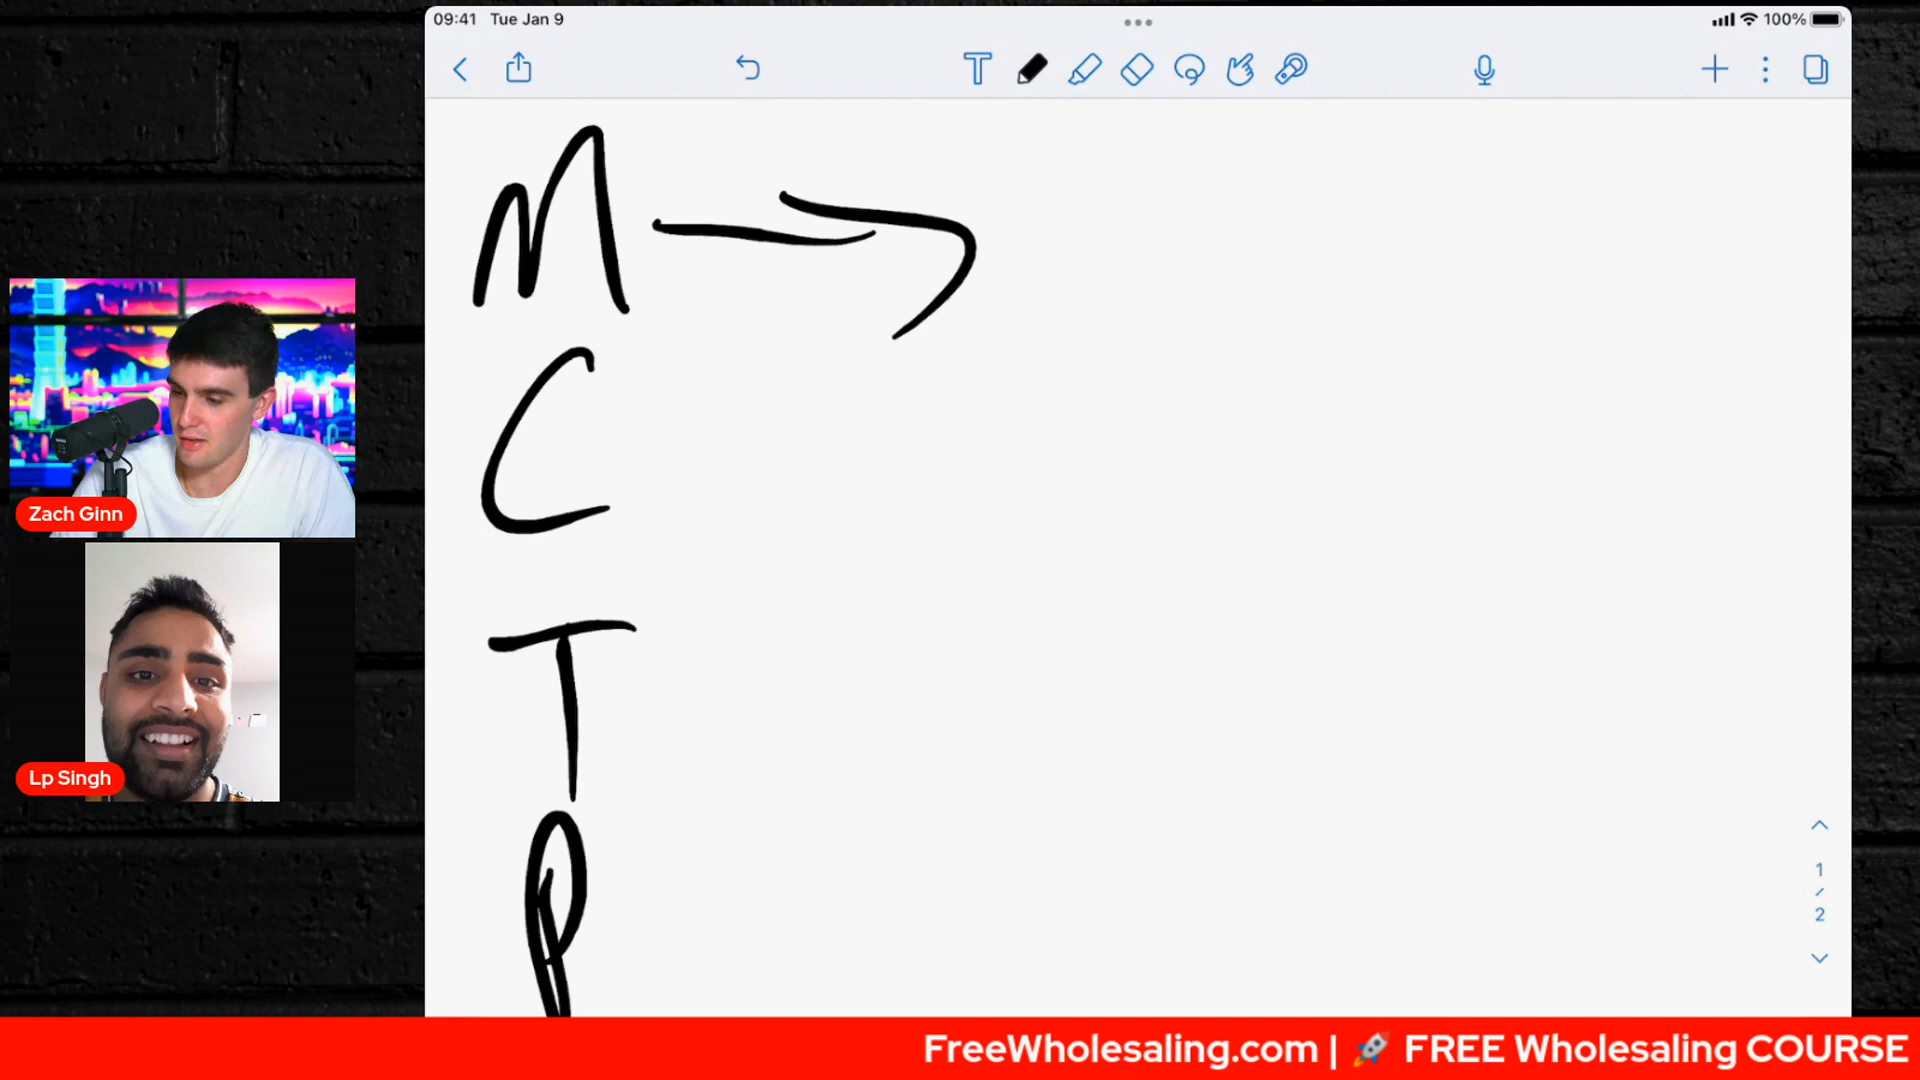 09:41 Tue Jan 9
100%
M →
C
T
P
Zach Ginn
Lp Singh
1
/
2
FreeWholesaling.com | 🚀 FREE Wholesaling COURSE